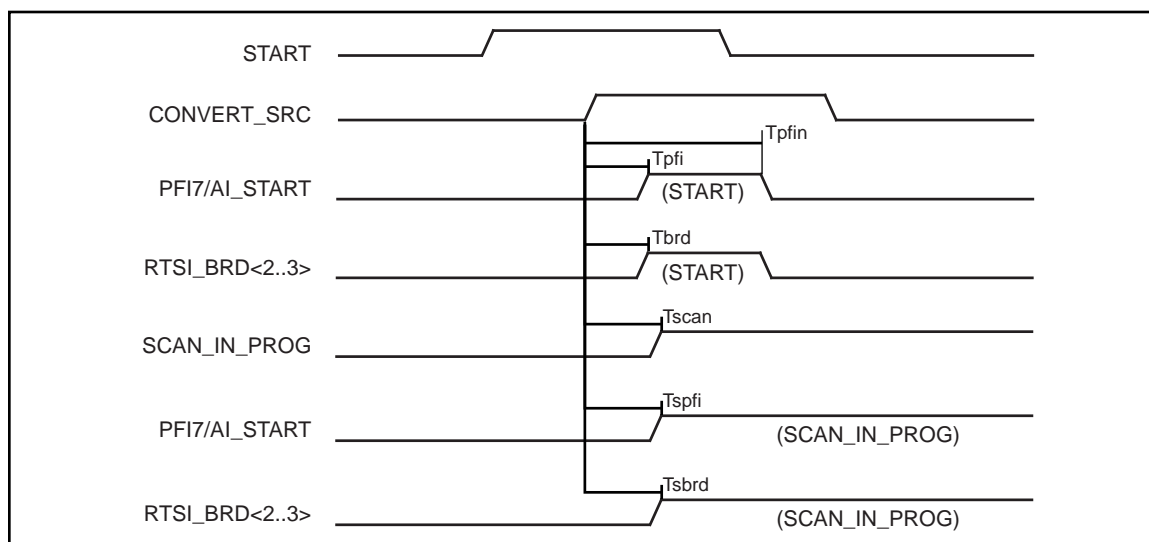 START
CONVERT_SRC
Tpfin
Tpfi
PFI7/AI_START
(START)
Tbrd
RTSI_BRD<2..3>
(START)
Tscan
SCAN_IN_PROG
Tspfi
PFI7/AI_START
(SCAN_IN_PROG)
Tsbrd
RTSI_BRD<2..3>
(SCAN_IN_PROG)